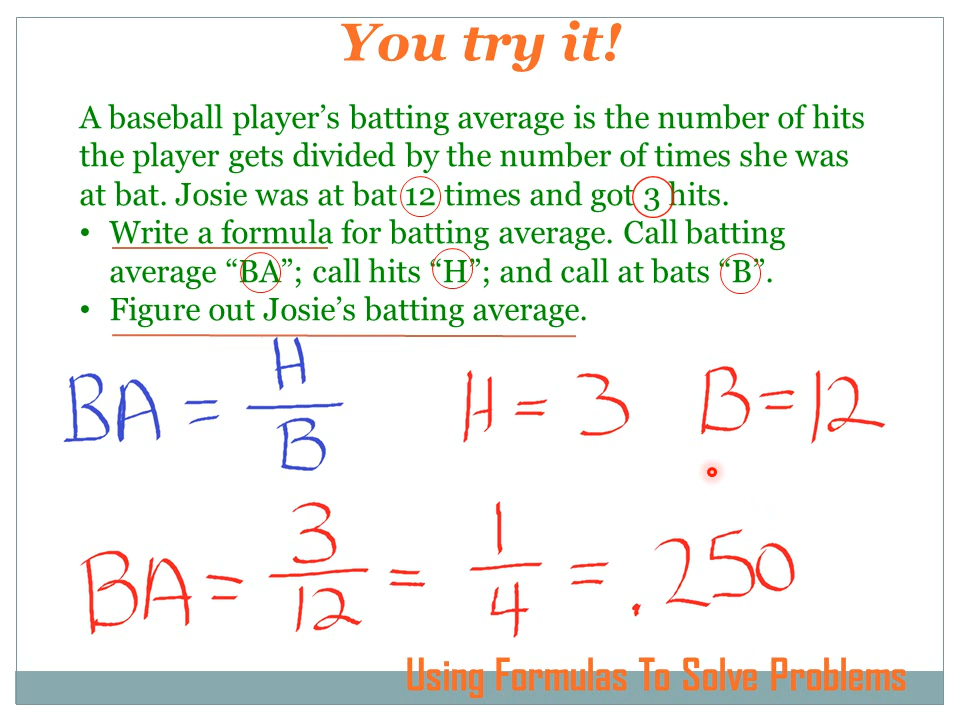 You try it!
A baseball player’s batting average is the number of hits
the player gets divided by the number of times she was
at bat. Josie was at bat 12 times and got 3 hits.
• Write a formula for batting average. Call batting
average “BA”; call hits “H”; and call at bats “B”.
• Figure out Josie’s batting average.
BA = H/B H = 3 B = 12
BA = 3/12 = 1/4 = .250
Using Formulas To Solve Problems